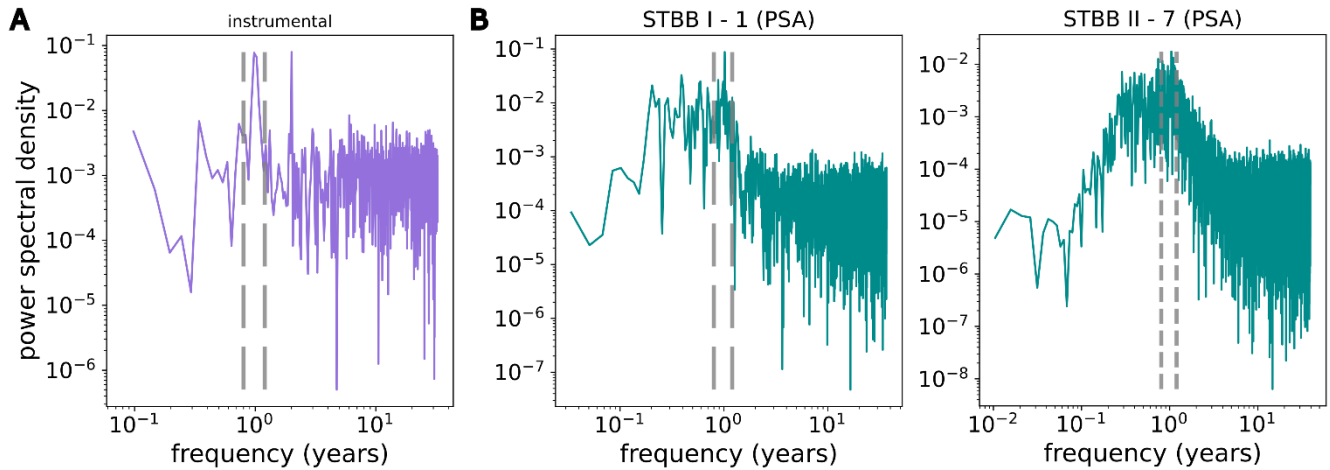 A
instrumental
power spectral density
10⁻¹
10⁻²
10⁻³
10⁻⁴
10⁻⁵
10⁻⁶
10⁻¹ 10⁰ 10¹
frequency (years)
B
STBB I - 1 (PSA)
10⁻¹
10⁻²
10⁻³
10⁻⁴
10⁻⁵
10⁻⁶
10⁻⁷
10⁻¹ 10⁰ 10¹
frequency (years)
STBB II - 7 (PSA)
10⁻²
10⁻³
10⁻⁴
10⁻⁵
10⁻⁶
10⁻⁷
10⁻⁸
10⁻² 10⁻¹ 10⁰ 10¹
frequency (years)